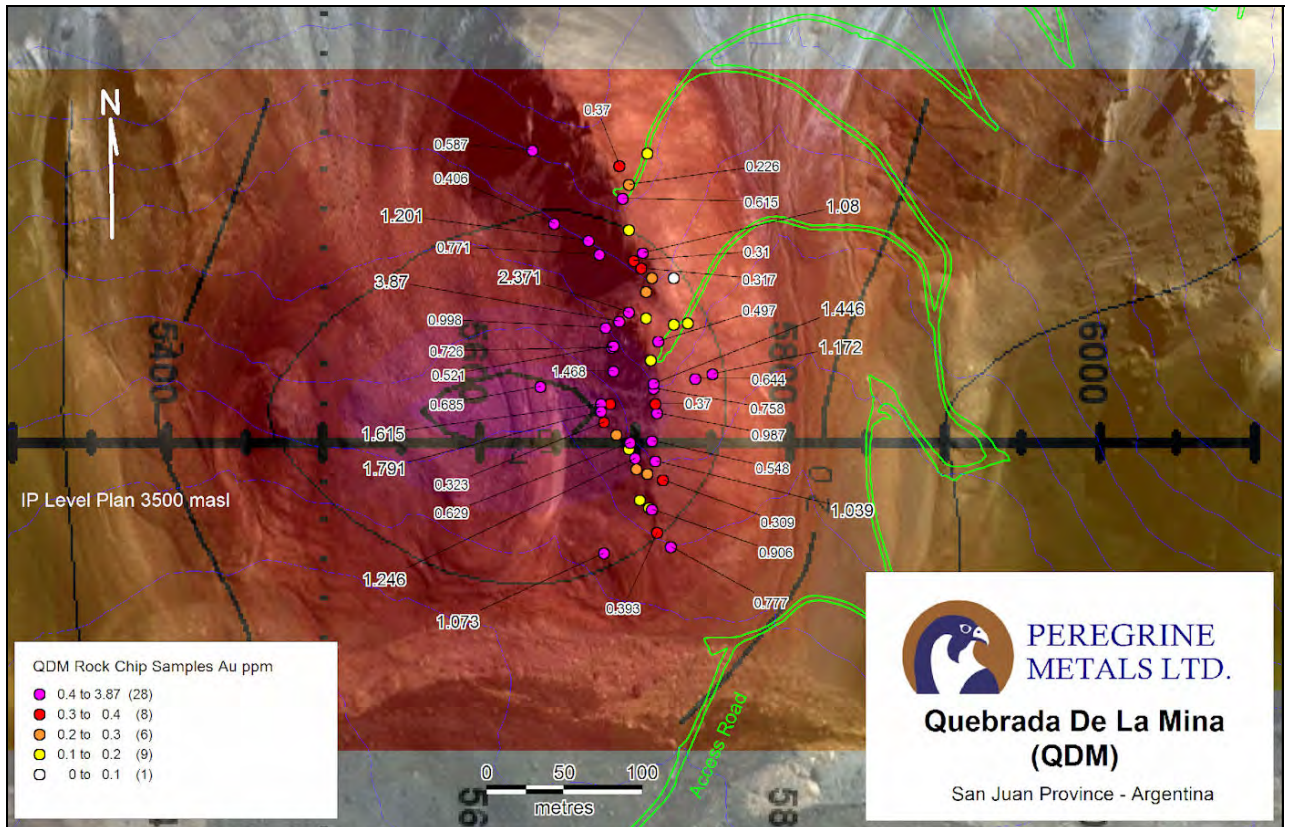 N
0.37
0.587
0.226
0.406
0.615
1.201
1.08
0.771
0.31
0.317
3.87
2.371
0.497
1.446
0.998
0.726
1.172
0.521
1.468
0.644
0.685
0.37
0.758
1.615
0.987
1.791
0.548
0.323
0.629
0.309
1.039
0.906
1.246
0.393
0.777
1.073
5400
5800
6000
56
IP Level Plan 3500 masl
QDM Rock Chip Samples Au ppm
0.4 to 3.87 (28)
0.3 to 0.4 (8)
0.2 to 0.3 (6)
0.1 to 0.2 (9)
0 to 0.1 (1)
0 50 100
metres
Access Road
PEREGRINE
METALS LTD.
Quebrada De La Mina
(QDM)
San Juan Province - Argentina